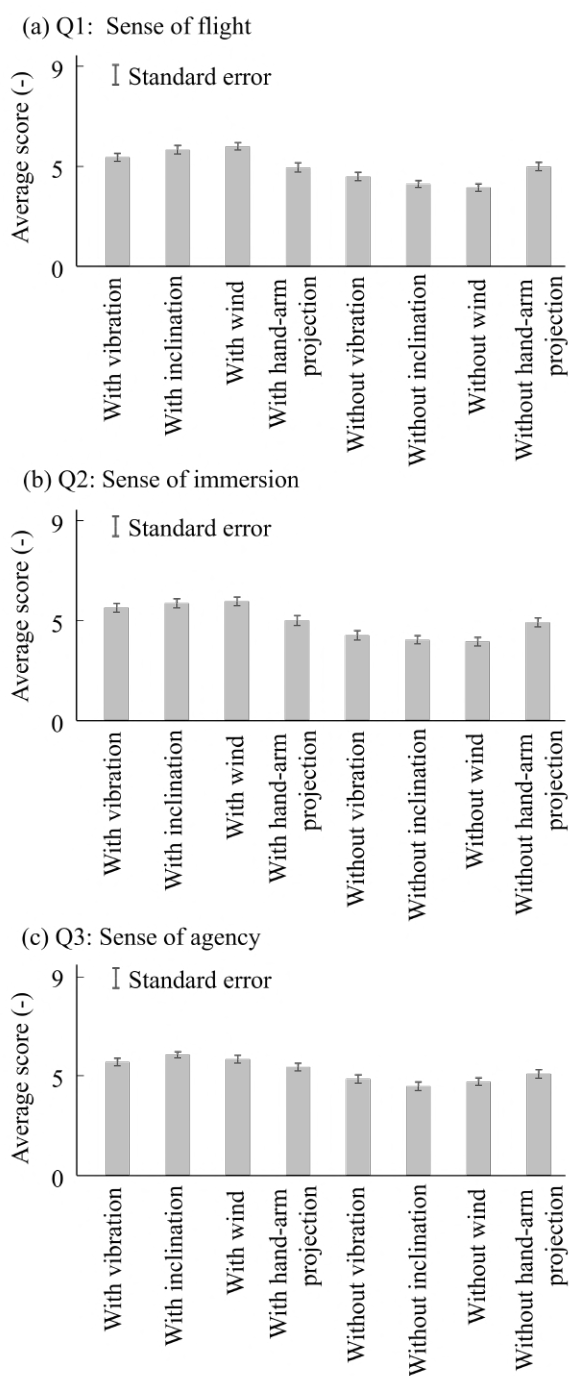 (a) Q1: Sense of flight
Standard error
Average score (-)
9
5
0
With vibration
With inclination
With wind
With hand-arm
projection
Without vibration
Without inclination
Without wind
Without hand-arm
projection
(b) Q2: Sense of immersion
Standard error
Average score (-)
9
5
0
With vibration
With inclination
With wind
With hand-arm
projection
Without vibration
Without inclination
Without wind
Without hand-arm
projection
(c) Q3: Sense of agency
Standard error
Average score (-)
9
5
0
With vibration
With inclination
With wind
With hand-arm
projection
Without vibration
Without inclination
Without wind
Without hand-arm
projection